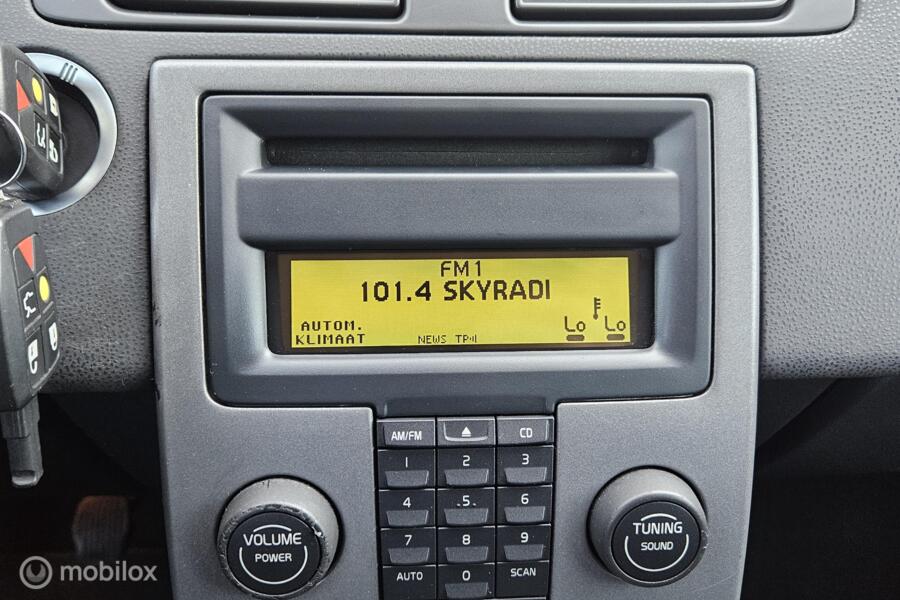 FM1
101.4 SKYRADI
AUTOM.
KLIMAAT
NEWS TP
Lo Lo
AM/FM CD
1 2 3
4 5 6
7 8 9
AUTO 0 SCAN
VOLUME
POWER
TUNING
SOUND
mobilox